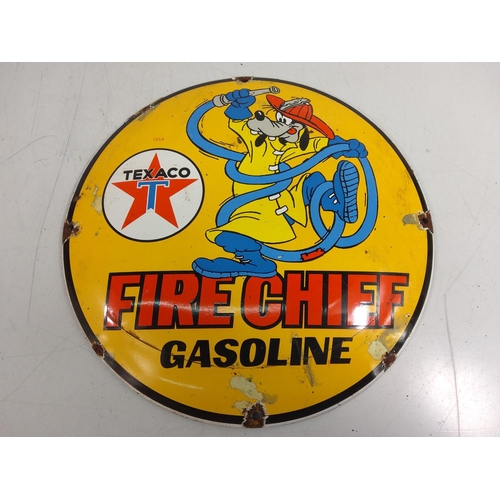 TEXACO
T
FIRE CHIEF
GASOLINE